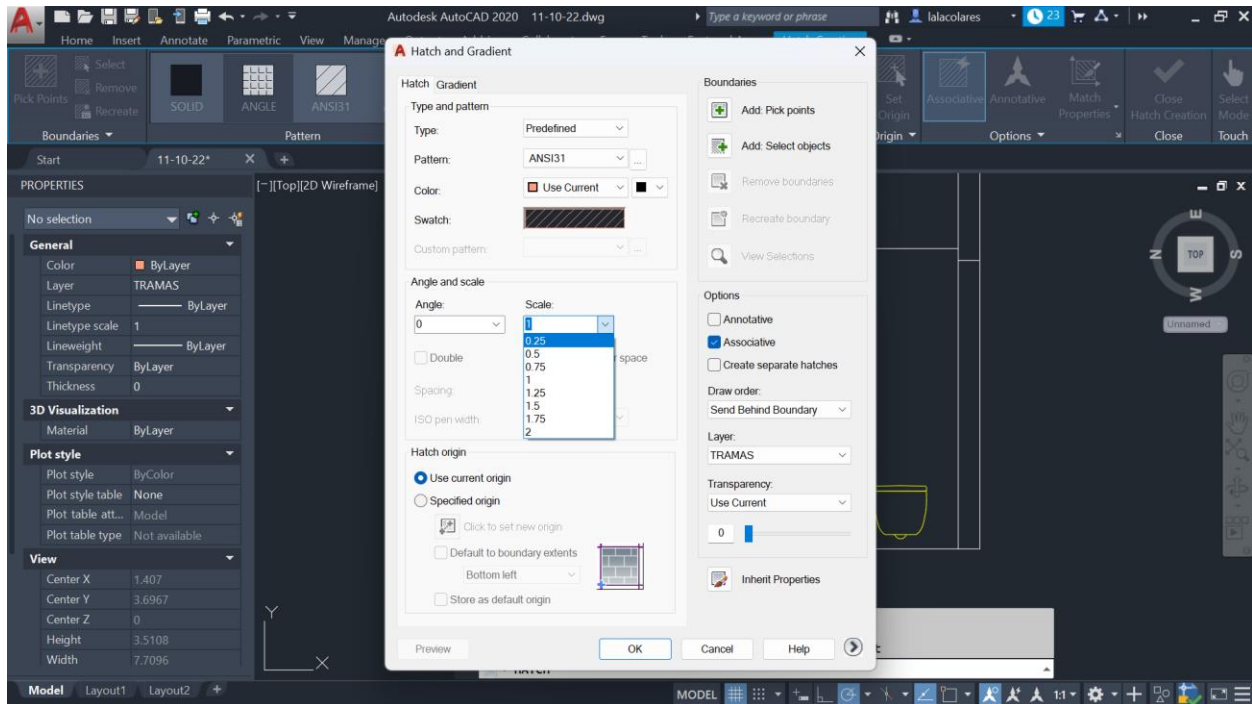 Autodesk AutoCAD 2020 11-10-22.dwg
Type a keyword or phrase
lalacolares
23
Home Insert Annotate Parametric View Manage
Pick Points
Select
Remove
Recreate
SOLID
ANGLE
ANSI31
Set Origin
Associative
Annotative
Match Properties
Close Hatch Creation
Select Mode
Boundaries
Pattern
Origin
Options
Close
Touch
Start
11-10-22*
PROPERTIES
[−][Top][2D Wireframe]
No selection
General
Color ByLayer
Layer TRAMAS
Linetype ByLayer
Linetype scale 1
Lineweight ByLayer
Transparency ByLayer
Thickness 0
3D Visualization
Material ByLayer
Plot style
Plot style ByColor
Plot style table None
Plot table att... Model
Plot table type Not available
View
Center X 1.407
Center Y 3.6967
Center Z 0
Height 3.5108
Width 7.7096
Y
X
Hatch and Gradient
Hatch Gradient
Type and pattern
Type: Predefined
Pattern: ANSI31 ...
Color: Use Current
Swatch:
Custom pattern: ...
Angle and scale
Angle: Scale:
0 1
0.25
0.5
0.75
1
1.25
1.5
1.75
2
Double
space
Spacing:
ISO pen width:
Hatch origin
Use current origin
Specified origin
Click to set new origin
Default to boundary extents
Bottom left
Store as default origin
Boundaries
Add: Pick points
Add: Select objects
Remove boundaries
Recreate boundary
View Selections
Options
Annotative
Associative
Create separate hatches
Draw order:
Send Behind Boundary
Layer:
TRAMAS
Transparency:
Use Current
0
Inherit Properties
Preview OK Cancel Help
E
N TOP S
W
Unnamed
Model Layout1 Layout2 +
MODEL 1:1